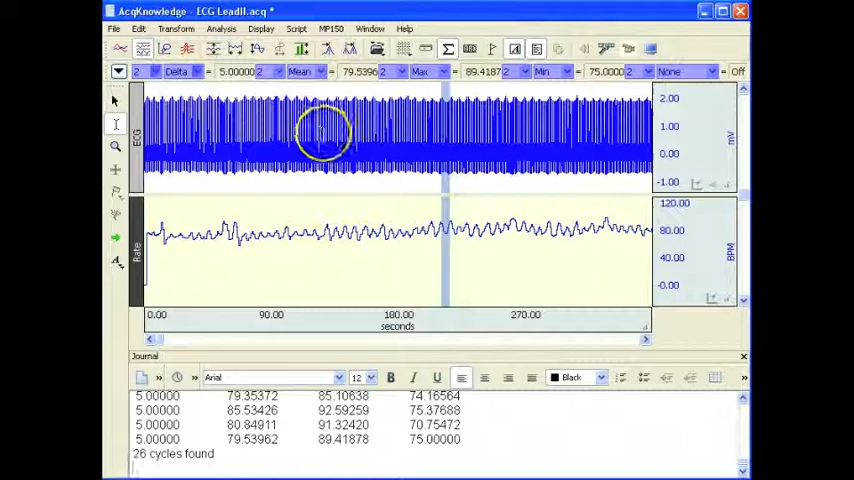 AcqKnowledge - ECG LeadII.acq *
File Edit Transform Analysis Display Script MP150 Window Help
2 Delta = 5.00000 2 Mean = 79.5396 2 Max = 89.4187 2 Min = 75.0000 2 None = Off
ECG
2.00
1.00
0.00
-1.00
mV
Rate
120.00
80.00
40.00
-0.00
BPM
0.00 90.00 180.00 270.00
seconds
Journal
Arial 12 B I U Black
5.00000 79.35372 85.10638 74.16564
5.00000 85.53426 92.59259 75.37688
5.00000 80.84911 91.32420 70.75472
5.00000 79.53962 89.41878 75.00000
26 cycles found